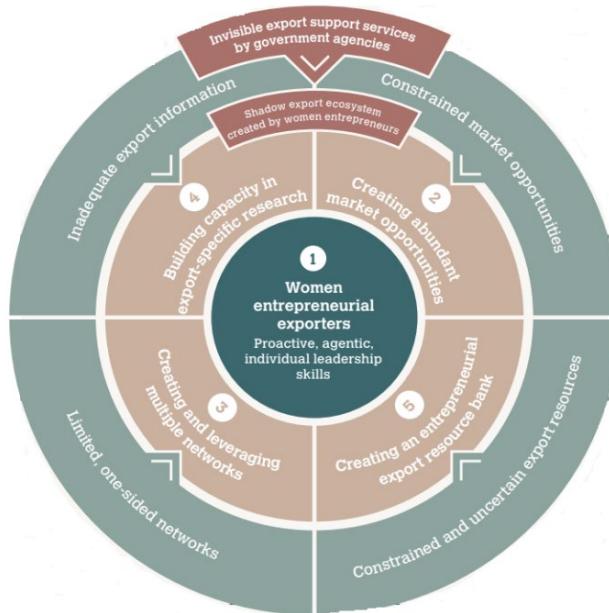 Invisible export support services
by government agencies
Shadow export ecosystem
created by women entrepreneurs
Inadequate export information
Constrained market opportunities
4
Building capacity in
export-specific research
2
Creating abundant
market opportunities
1
Women
entrepreneurial
exporters
Proactive, agentic,
individual leadership
skills
3
Creating and leveraging
multiple networks
5
Creating an entrepreneurial
export resource bank
Limited, one-sided networks
Constrained and uncertain export resources